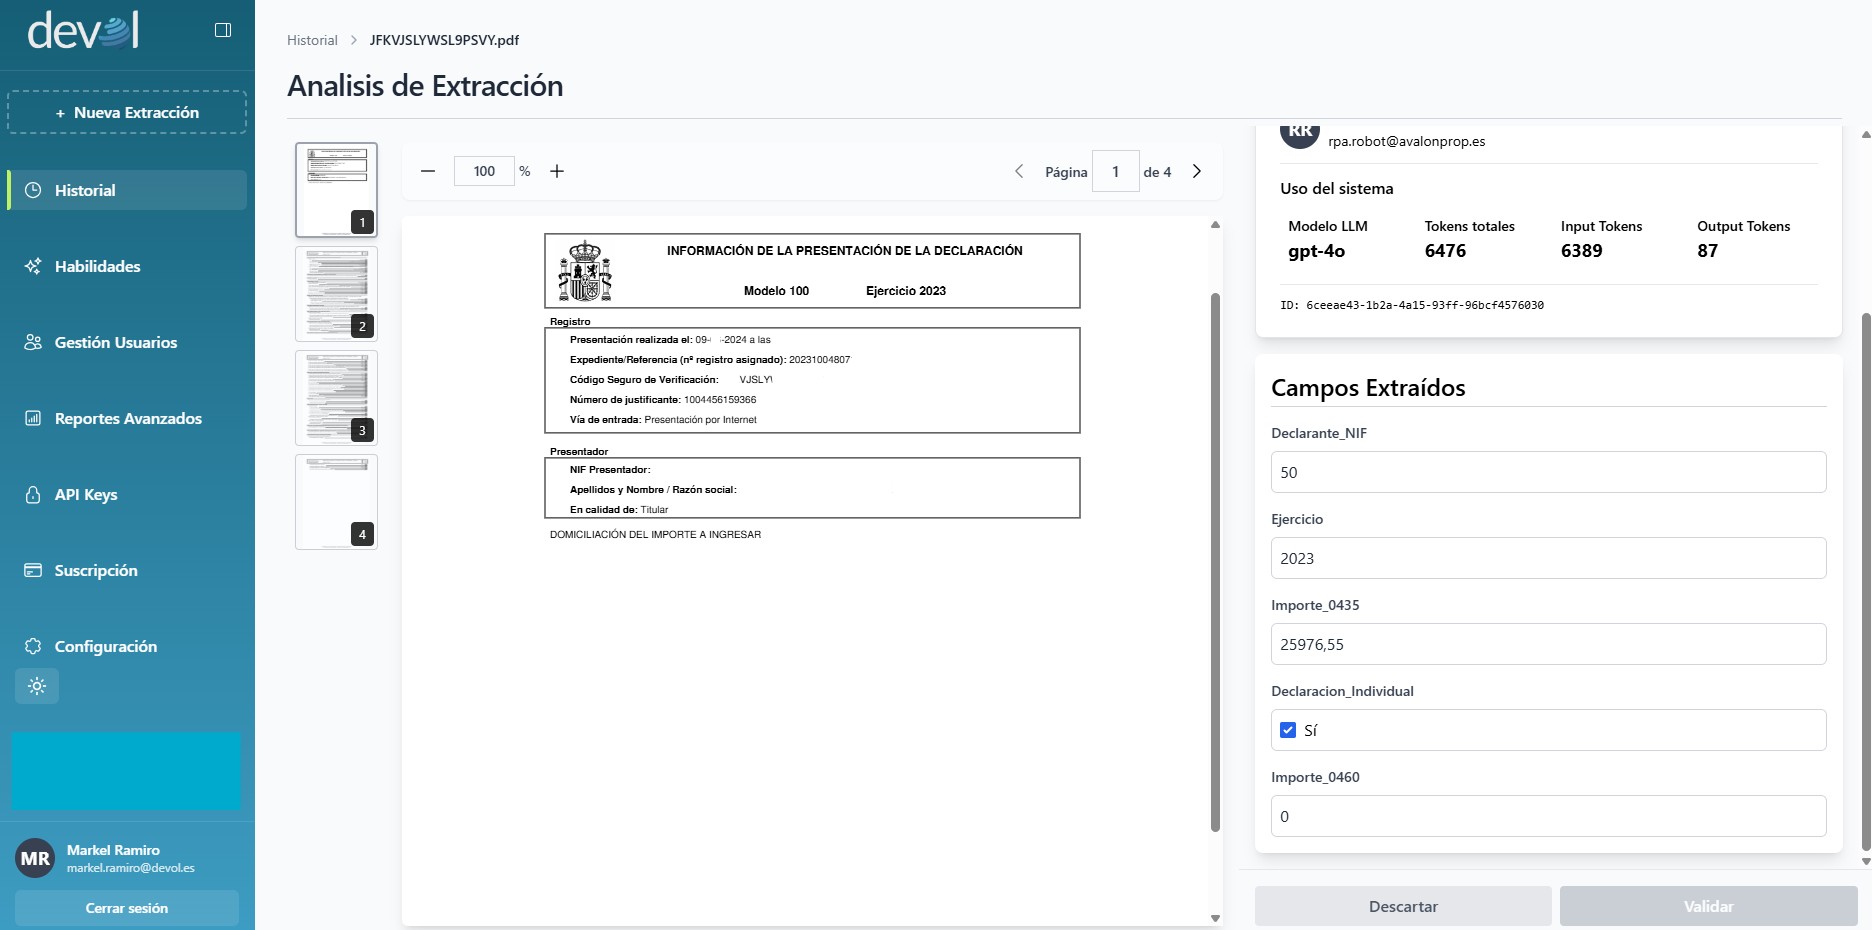 devol
+ Nueva Extracción
Historial
Habilidades
Gestión Usuarios
Reportes Avanzados
API Keys
Suscripción
Configuración
MR
Markel Ramiro
markel.ramiro@devol.es
Cerrar sesión
Historial > JFKVJSLYWSL9PSVY.pdf
Analisis de Extracción
1
2
3
4
100 %
Página 1 de 4
INFORMACIÓN DE LA PRESENTACIÓN DE LA DECLARACIÓN
Modelo 100 Ejercicio 2023
Registro
Presentación realizada el: 09- -2024 a las
Expediente/Referencia (nº registro asignado): 20231004807
Código Seguro de Verificación: VJSLY
Número de justificante: 1004456159366
Vía de entrada: Presentación por Internet
Presentador
NIF Presentador:
Apellidos y Nombre / Razón social:
En calidad de: Titular
DOMICILIACIÓN DEL IMPORTE A INGRESAR
RR
rpa.robot@avalonprop.es
Uso del sistema
Modelo LLM Tokens totales Input Tokens Output Tokens
gpt-4o 6476 6389 87
ID: 6ceeae43-1b2a-4a15-93ff-96bcf4576030
Campos Extraídos
Declarante_NIF
50
Ejercicio
2023
Importe_0435
25976,55
Declaracion_Individual
Sí
Importe_0460
0
Descartar
Validar